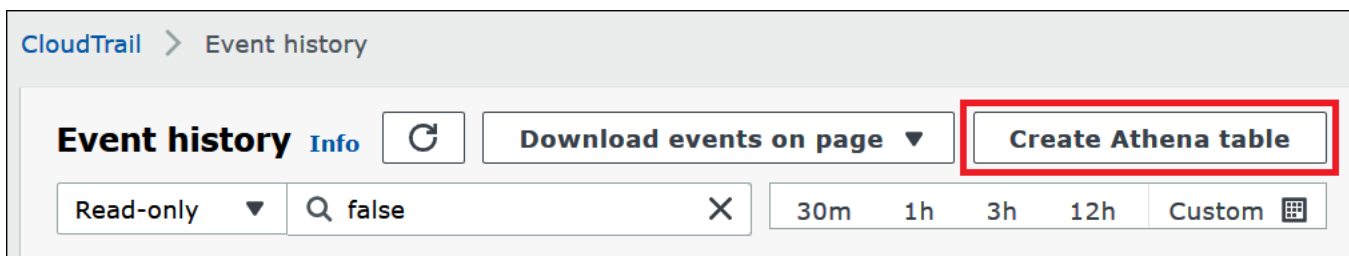 CloudTrail > Event history
Event history Info Download events on page Create Athena table
Read-only false 30m 1h 3h 12h Custom